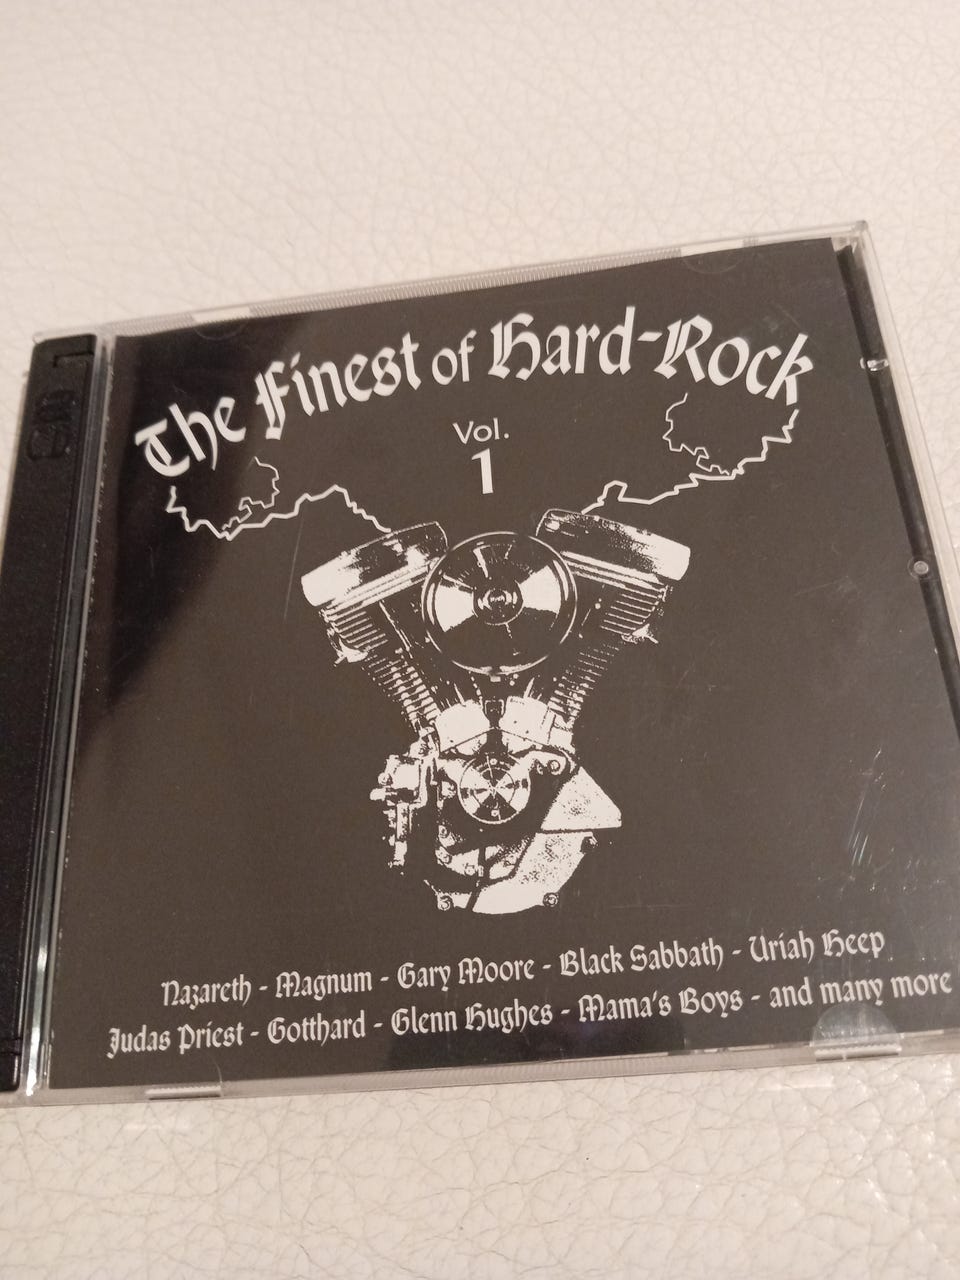 The Finest of Hard-Rock
Vol.
1
Nazareth - Magnum - Gary Moore - Black Sabbath - Uriah Heep
Judas Priest - Gotthard - Glenn Hughes - Mama's Boys - and many more